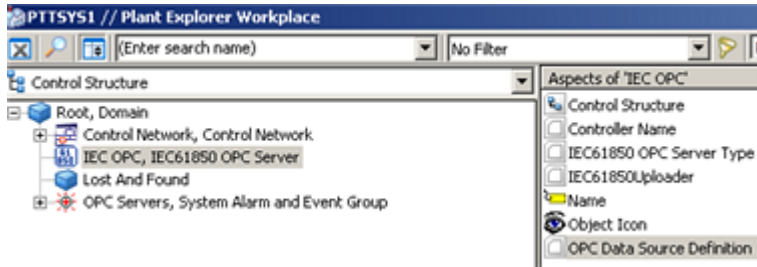 PTTSYS1 // Plant Explorer Workplace
(Enter search name) No Filter
Control Structure
Root, Domain
Control Network, Control Network
IEC OPC, IEC61850 OPC Server
Lost And Found
OPC Servers, System Alarm and Event Group
Aspects of 'IEC OPC'
Control Structure
Controller Name
IEC61850 OPC Server Type
IEC61850Uploader
Name
Object Icon
OPC Data Source Definition